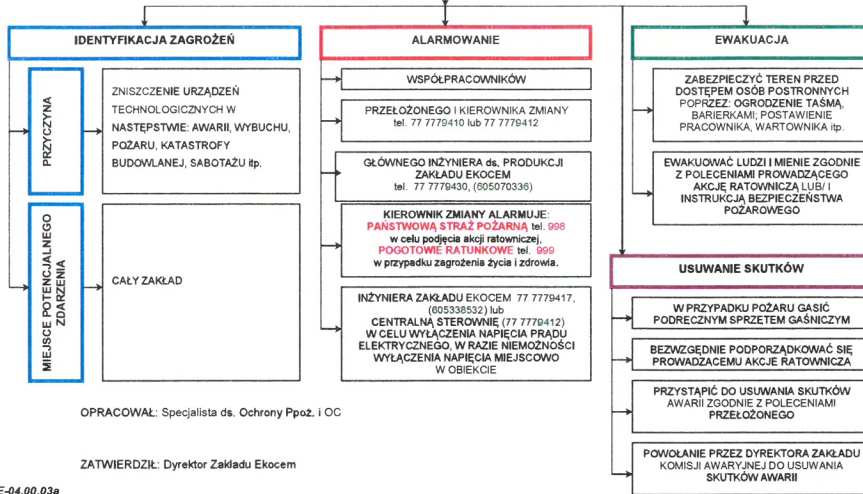 IDENTYFIKACJA ZAGROŻEŃ
PRZYCZYNA
ZNISZCZENIE URZĄDZEŃ
TECHNOLOGICZNYCH W
NASTĘPSTWIE: AWARII, WYBUCHU,
POŻARU, KATASTROFY
BUDOWLANEJ, SABOTAŻU itp.
MIEJSCE POTENCJALNEGO
ZDARZENIA
CAŁY ZAKŁAD
ALARMOWANIE
WSPÓŁPRACOWNIKÓW
PRZEŁOŻONEGO I KIEROWNIKA ZMIANY
tel. 77 7779410 lub 77 7779412
GŁÓWNEGO INŻYNIERA ds. PRODUKCJI
ZAKŁADU EKOCEM
tel. 77 7779430, (605070336)
KIEROWNIK ZMIANY ALARMUJE:
PAŃSTWOWĄ STRAŻ POŻARNĄ tel. 998
w celu podjęcia akcji ratowniczej,
POGOTOWIE RATUNKOWE tel. 999
w przypadku zagrożenia życia i zdrowia.
INŻYNIERA ZAKŁADU EKOCEM 77 7779417,
(605338532) lub
CENTRALNĄ STEROWNIĘ (77 7779412)
W CELU WYŁĄCZENIA NAPIĘCIA PRĄDU
ELEKTRYCZNEGO, W RAZIE NIEMOŻNOŚCI
WYŁĄCZENIA NAPIĘCIA MIEJSCOWO
W OBIEKCIE
EWAKUACJA
ZABEZPIECZYĆ TEREN PRZED
DOSTĘPEM OSÓB POSTRONNYCH
POPRZEZ: OGRODZENIE TAŚMĄ,
BARIERKAMI; POSTAWIENIE
PRACOWNIKA, WARTOWNIKA itp.
EWAKUOWAĆ LUDZI I MIENIE ZGODNIE
Z POLECENIAMI PROWADZĄCEGO
AKCJĘ RATOWNICZĄ LUB/ I
INSTRUKCJĄ BEZPIECZEŃSTWA
POŻAROWEGO
USUWANIE SKUTKÓW
W PRZYPADKU POŻARU GASIĆ
PODRĘCZNYM SPRZĘTEM GAŚNICZYM
BEZWZGLĘDNIE PODPORZĄDKOWAĆ SIĘ
PROWADZACEMU AKCJE RATOWNICZA
PRZYSTĄPIĆ DO USUWANIA SKUTKÓW
AWARII ZGODNIE Z POLECENIAMI
PRZEŁOŻONEGO
POWOŁANIE PRZEZ DYREKTORA ZAKŁADU
KOMISJI AWARYJNEJ DO USUWANIA
SKUTKÓW AWARII
OPRACOWAŁ: Specjalista ds. Ochrony Ppoż. i OC
ZATWIERDZIŁ: Dyrektor Zakładu Ekocem
E-04.00.03a